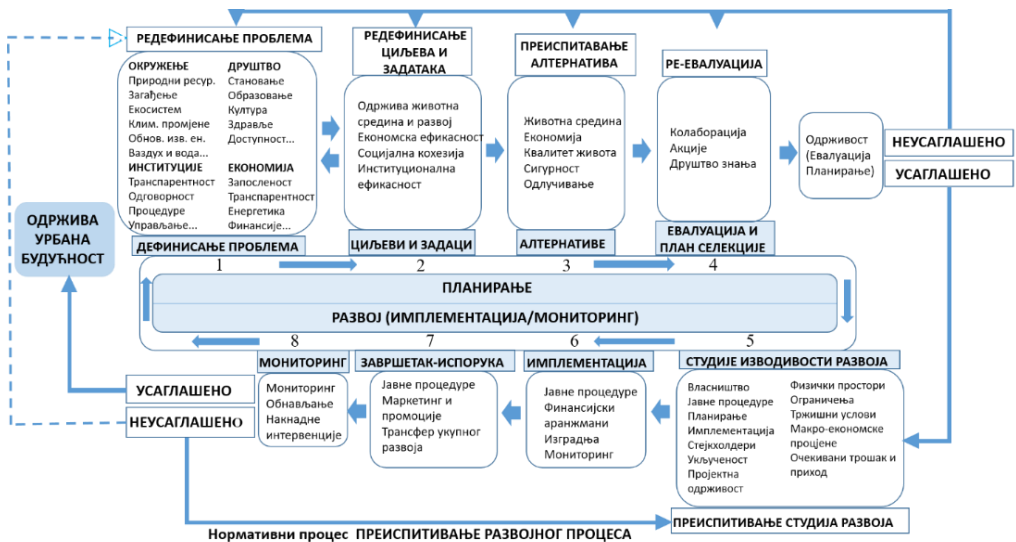 РЕДЕФИНИСАЊЕ ПРОБЛЕМА
ОКРУЖЕЊЕ
Природни ресур.
Загађење
Екосистем
Клим. промјене
Обнов. изв. ен.
Ваздух и вода...
ДРУШТВО
Становање
Образовање
Култура
Здравље
Доступност...
ИНСТИТУЦИЈЕ
Транспарентност
Одговорност
Процедуре
Управљање...
ЕКОНОМИЈА
Запосленост
Транспарентност
Енергетика
Финансије...
ДЕФИНИСАЊЕ ПРОБЛЕМА
РЕДЕФИНИСАЊЕ
ЦИЉЕВА И
ЗАДАТАКА
Одржива животна
средина и развој
Економска ефикасност
Социјална кохезија
Институционална
ефикасност
ЦИЉЕВИ И ЗАДАЦИ
ПРЕИСПИТАВАЊЕ
АЛТЕРНАТИВА
Животна средина
Економија
Квалитет живота
Сигурност
Одлучивање
АЛТЕРНАТИВЕ
РЕ-ЕВАЛУАЦИЈА
Колаборација
Акције
Друштво знања
ЕВАЛУАЦИЈА И
ПЛАН СЕЛЕКЦИЈЕ
Одрживост
(Евалуација
Планирање)
НЕУСАГЛАШЕНО
УСАГЛАШЕНО
ОДРЖИВА
УРБАНА
БУДУЋНОСТ
1
2
3
4
ПЛАНИРАЊЕ
РАЗВОЈ (ИМПЛЕМЕНТАЦИЈА/МОНИТОРИНГ)
8
7
6
5
МОНИТОРИНГ
Мониторинг
Обнављање
Накнадне
интервенције
ЗАВРШЕТАК-ИСПОРУКА
Јавне процедуре
Маркетинг и
промоције
Трансфер укупног
развоја
ИМПЛЕМЕНТАЦИЈА
Јавне процедуре
Финансијски
аранжмани
Изградња
Мониторинг
СТУДИЈЕ ИЗВОДИВОСТИ РАЗВОЈА
Власништво
Јавне процедуре
Планирање
Имплементација
Стејкхолдери
Укљученост
Пројектна
одрживост
Физички простори
Ограничења
Тржишни услови
Макро-економске
процјене
Очекивани трошак и
приход
УСАГЛАШЕНО
НЕУСАГЛАШЕНО
ПРЕИСПИТИВАЊЕ СТУДИЈА РАЗВОЈА
Нормативни процес ПРЕИСПИТИВАЊЕ РАЗВОЈНОГ ПРОЦЕСА